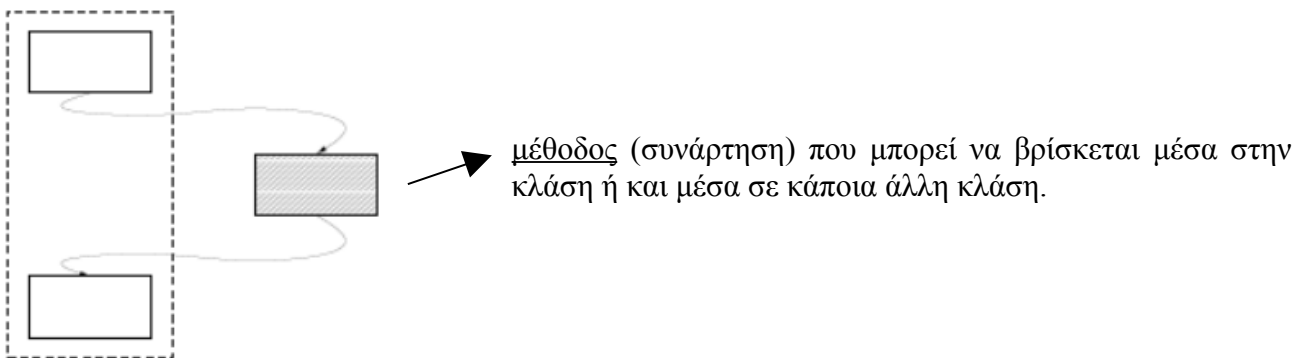 μέθοδος (συνάρτηση) που μπορεί να βρίσκεται μέσα στην
κλάση ή και μέσα σε κάποια άλλη κλάση.